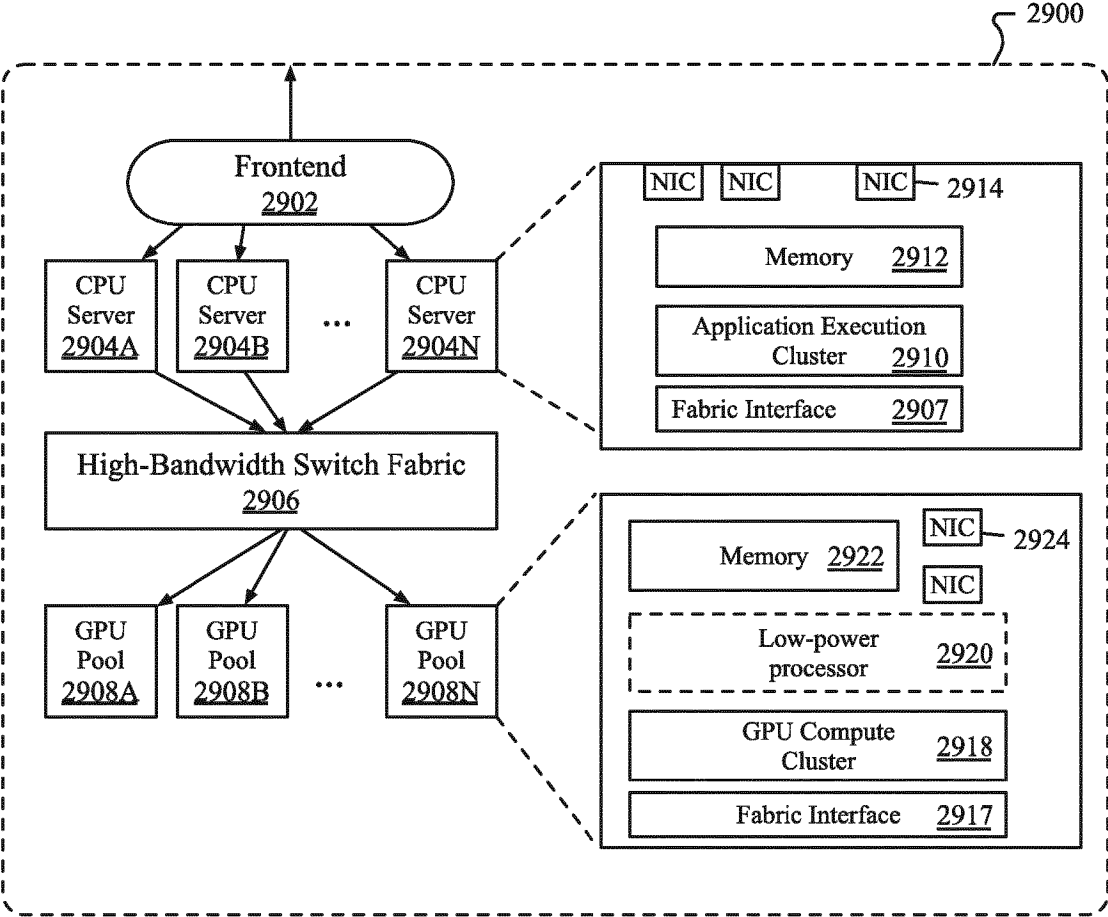 2900
Frontend
2902
CPU
Server
2904A
CPU
Server
2904B
...
CPU
Server
2904N
High-Bandwidth Switch Fabric
2906
GPU
Pool
2908A
GPU
Pool
2908B
...
GPU
Pool
2908N
NIC NIC NIC 2914
Memory 2912
Application Execution
Cluster 2910
Fabric Interface 2907
NIC 2924
Memory 2922
NIC
Low-power
processor 2920
GPU Compute
Cluster 2918
Fabric Interface 2917